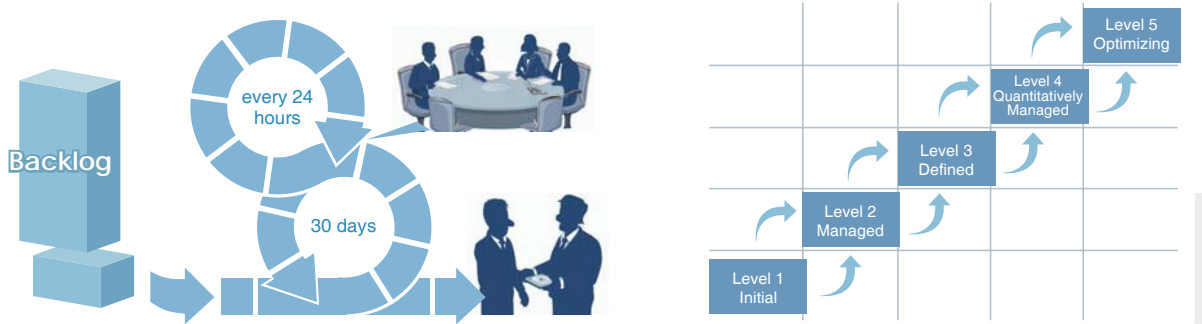 Backlog
every 24
hours
30 days
Level 1
Initial
Level 2
Managed
Level 3
Defined
Level 4
Quantitatively
Managed
Level 5
Optimizing